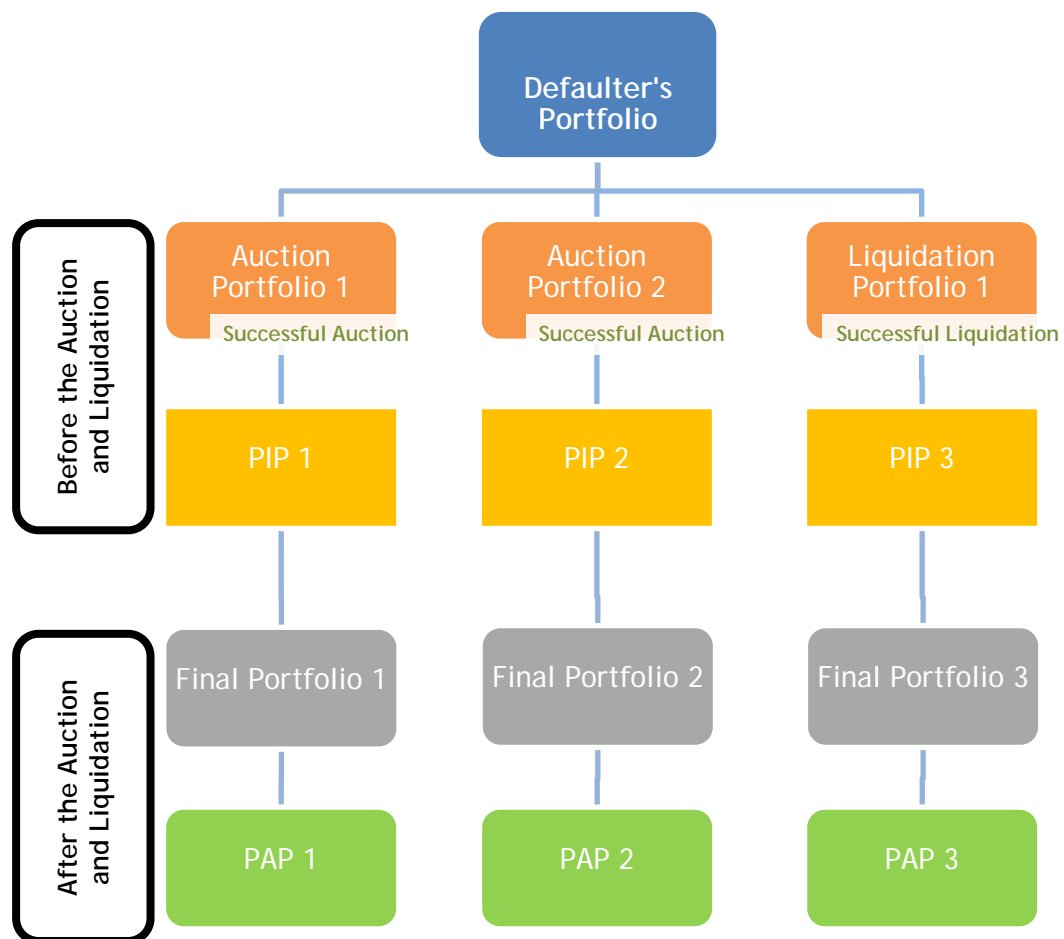 Defaulter's
Portfolio
Before the Auction
and Liquidation
Auction
Portfolio 1
Auction
Portfolio 2
Liquidation
Portfolio 1
Successful Auction
Successful Auction
Successful Liquidation
PIP 1
PIP 2
PIP 3
After the Auction
and Liquidation
Final Portfolio 1
Final Portfolio 2
Final Portfolio 3
PAP 1
PAP 2
PAP 3